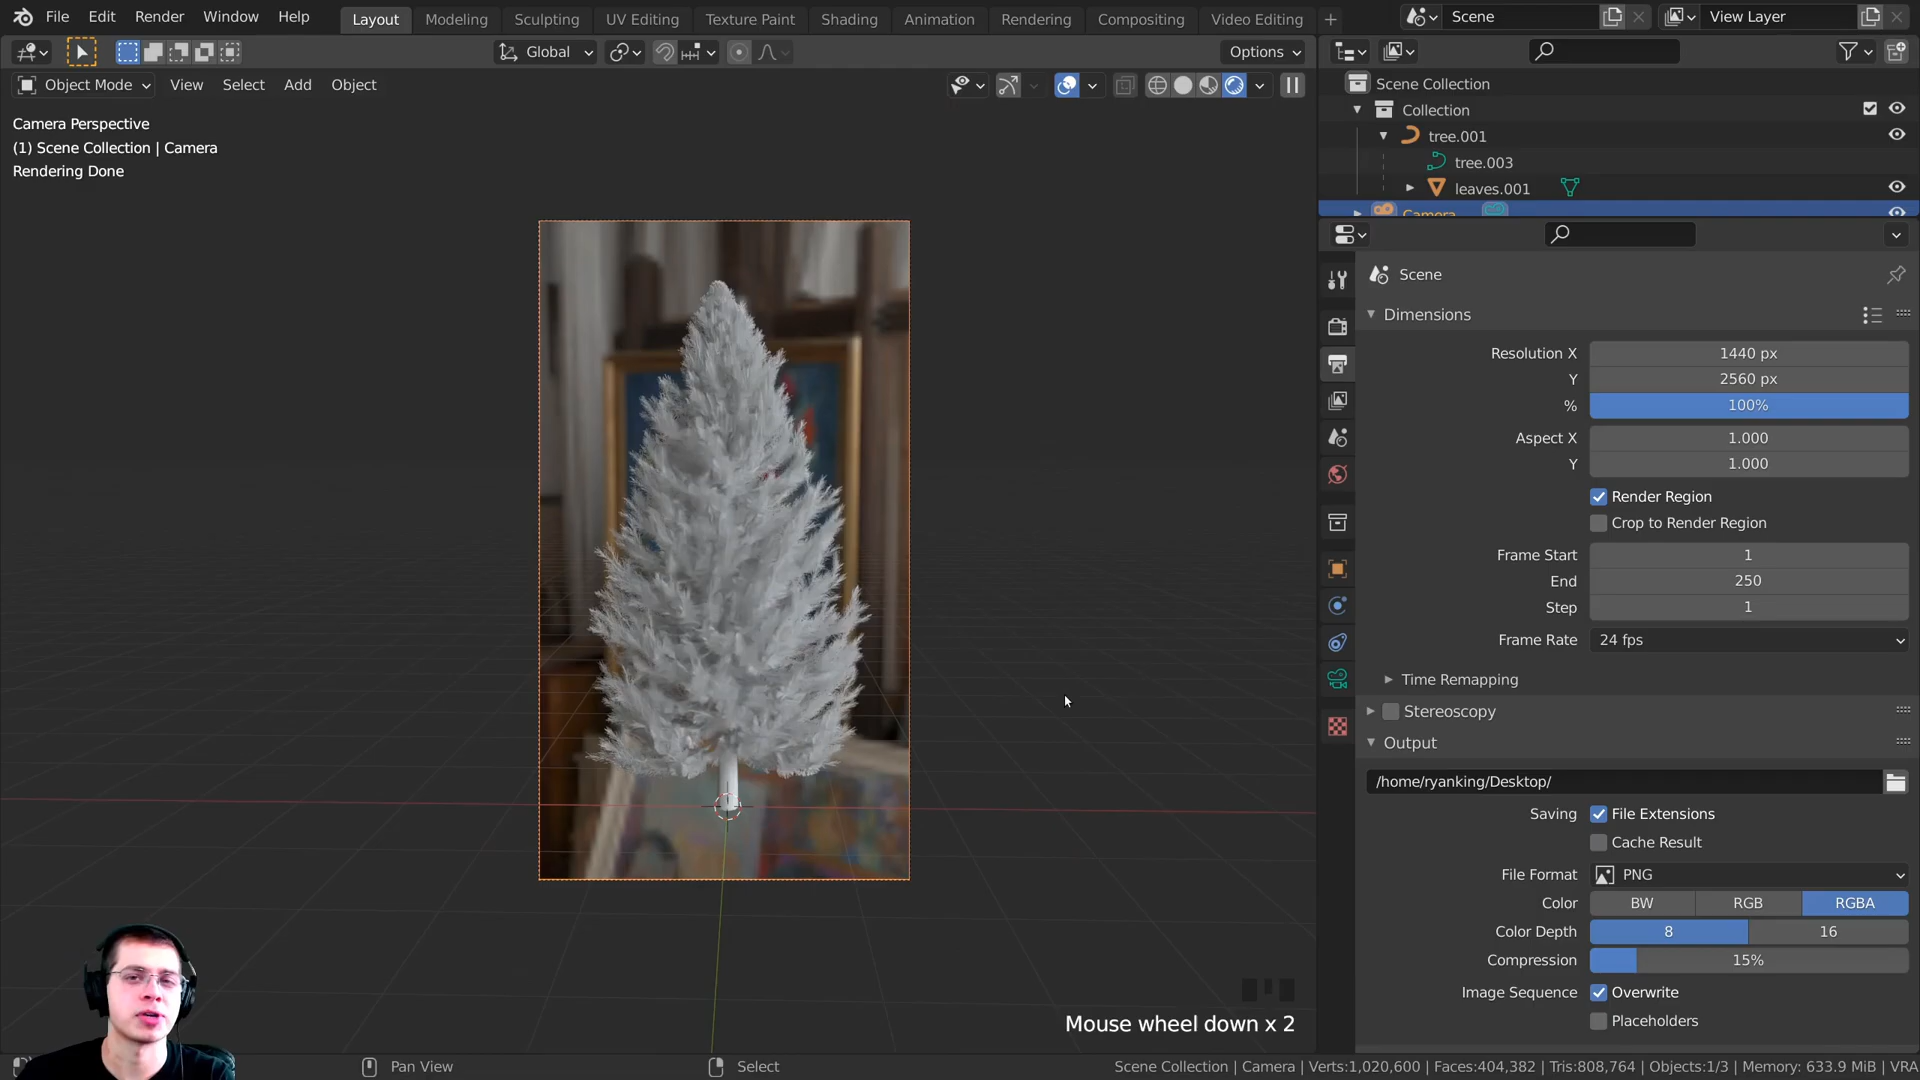 File Edit Render Window Help Layout Modeling Sculpting UV Editing Texture Paint Shading Animation Rendering Compositing Video Editing + Scene View Layer
Global Options
Object Mode View Select Add Object
Camera Perspective
(1) Scene Collection | Camera
Rendering Done
Scene Collection
Collection
tree.001
tree.003
leaves.001
Camera
Scene
Dimensions
Resolution X 1440 px
Y 2560 px
% 100%
Aspect X 1.000
Y 1.000
Render Region
Crop to Render Region
Frame Start 1
End 250
Step 1
Frame Rate 24 fps
Time Remapping
Stereoscopy
Output
/home/ryanking/Desktop/
Saving File Extensions
Cache Result
File Format PNG
Color BW RGB RGBA
Color Depth 8 16
Compression 15%
Image Sequence Overwrite
Placeholders
Mouse wheel down x 2
Pan View Select Scene Collection | Camera | Verts:1,020,600 | Faces:404,382 | Tris:808,764 | Objects:1/3 | Memory: 633.9 MiB | VRA